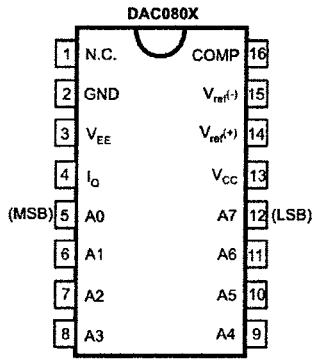 DAC080X
1 N.C. COMP 16
2 GND Vref(-) 15
3 VEE Vref(+) 14
4 IQ VCC 13
(MSB) 5 A0 A7 12 (LSB)
6 A1 A6 11
7 A2 A5 10
8 A3 A4 9